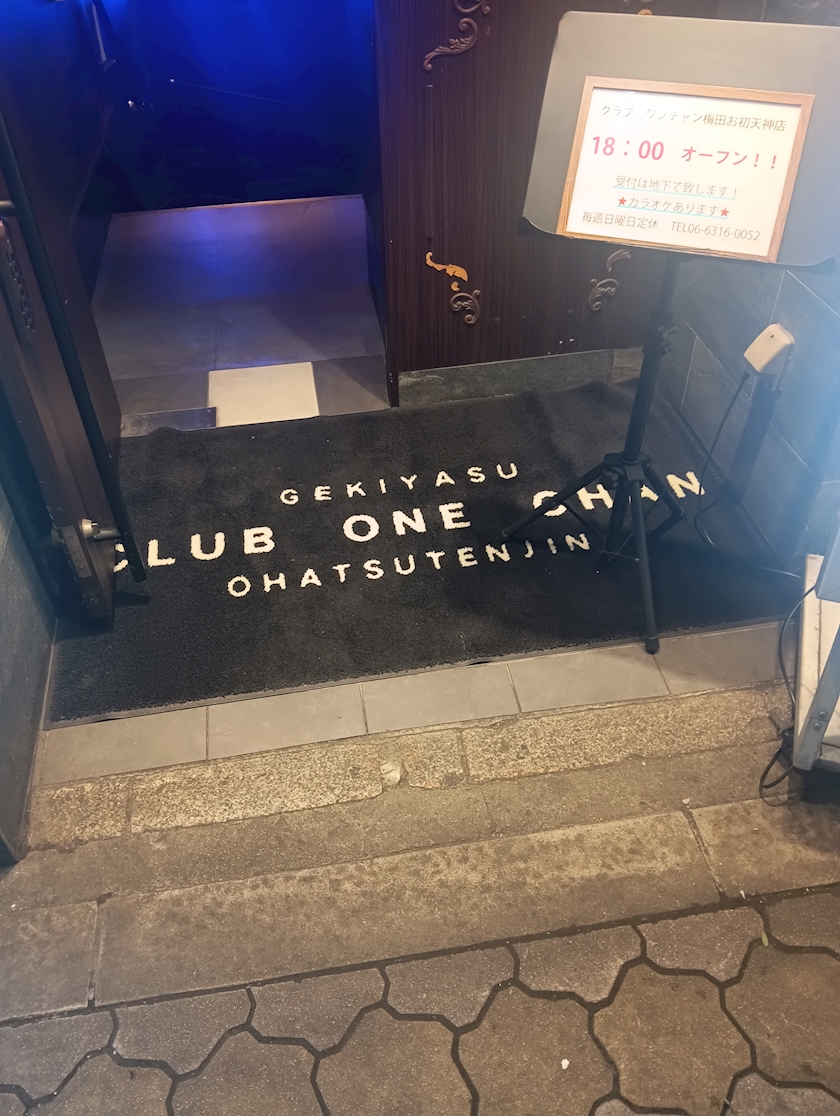 クラブ ワンチャン梅田お初天神店
18:00 オープン！！
受付は地下で致します！
★カラオケあります★
毎週日曜日定休 TEL06-6316-0052
GEKIYASU
CLUB ONE CHAN
OHATSUTENJIN